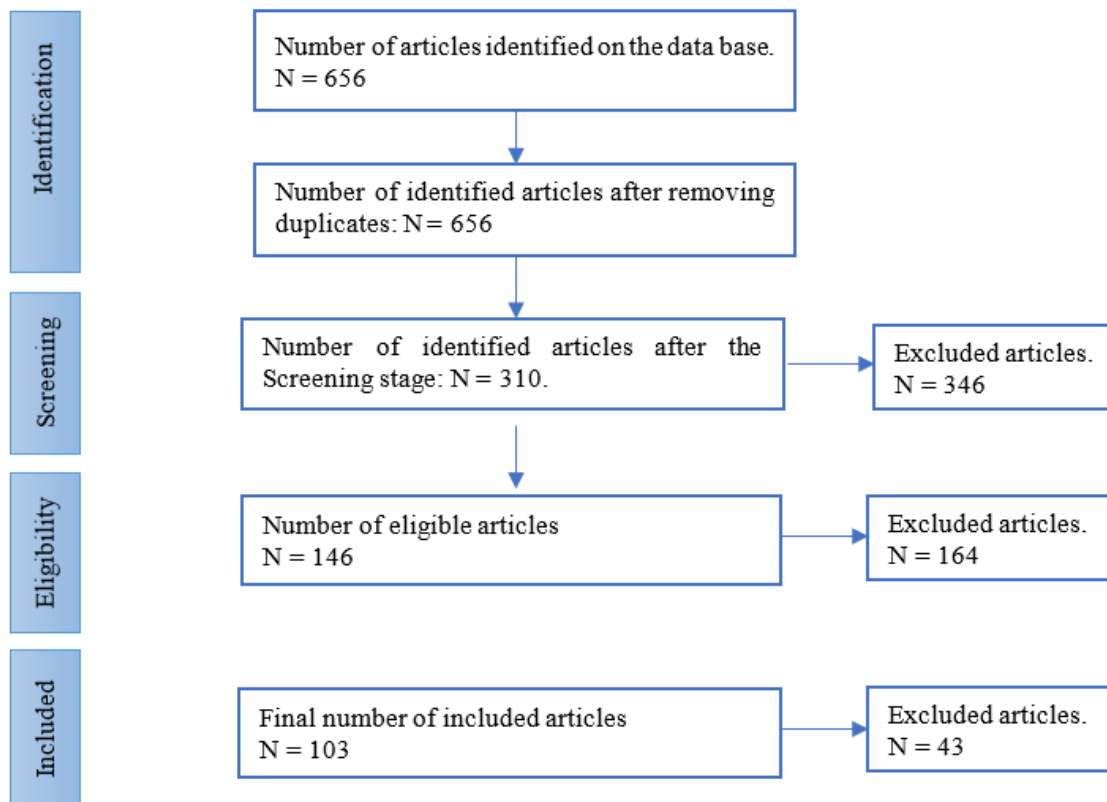 Identification
Number of articles identified on the data base.
N = 656
Number of identified articles after removing
duplicates: N = 656
Screening
Number of identified articles after the
Screening stage: N = 310.
Excluded articles.
N = 346
Eligibility
Number of eligible articles
N = 146
Excluded articles.
N = 164
Included
Final number of included articles
N = 103
Excluded articles.
N = 43